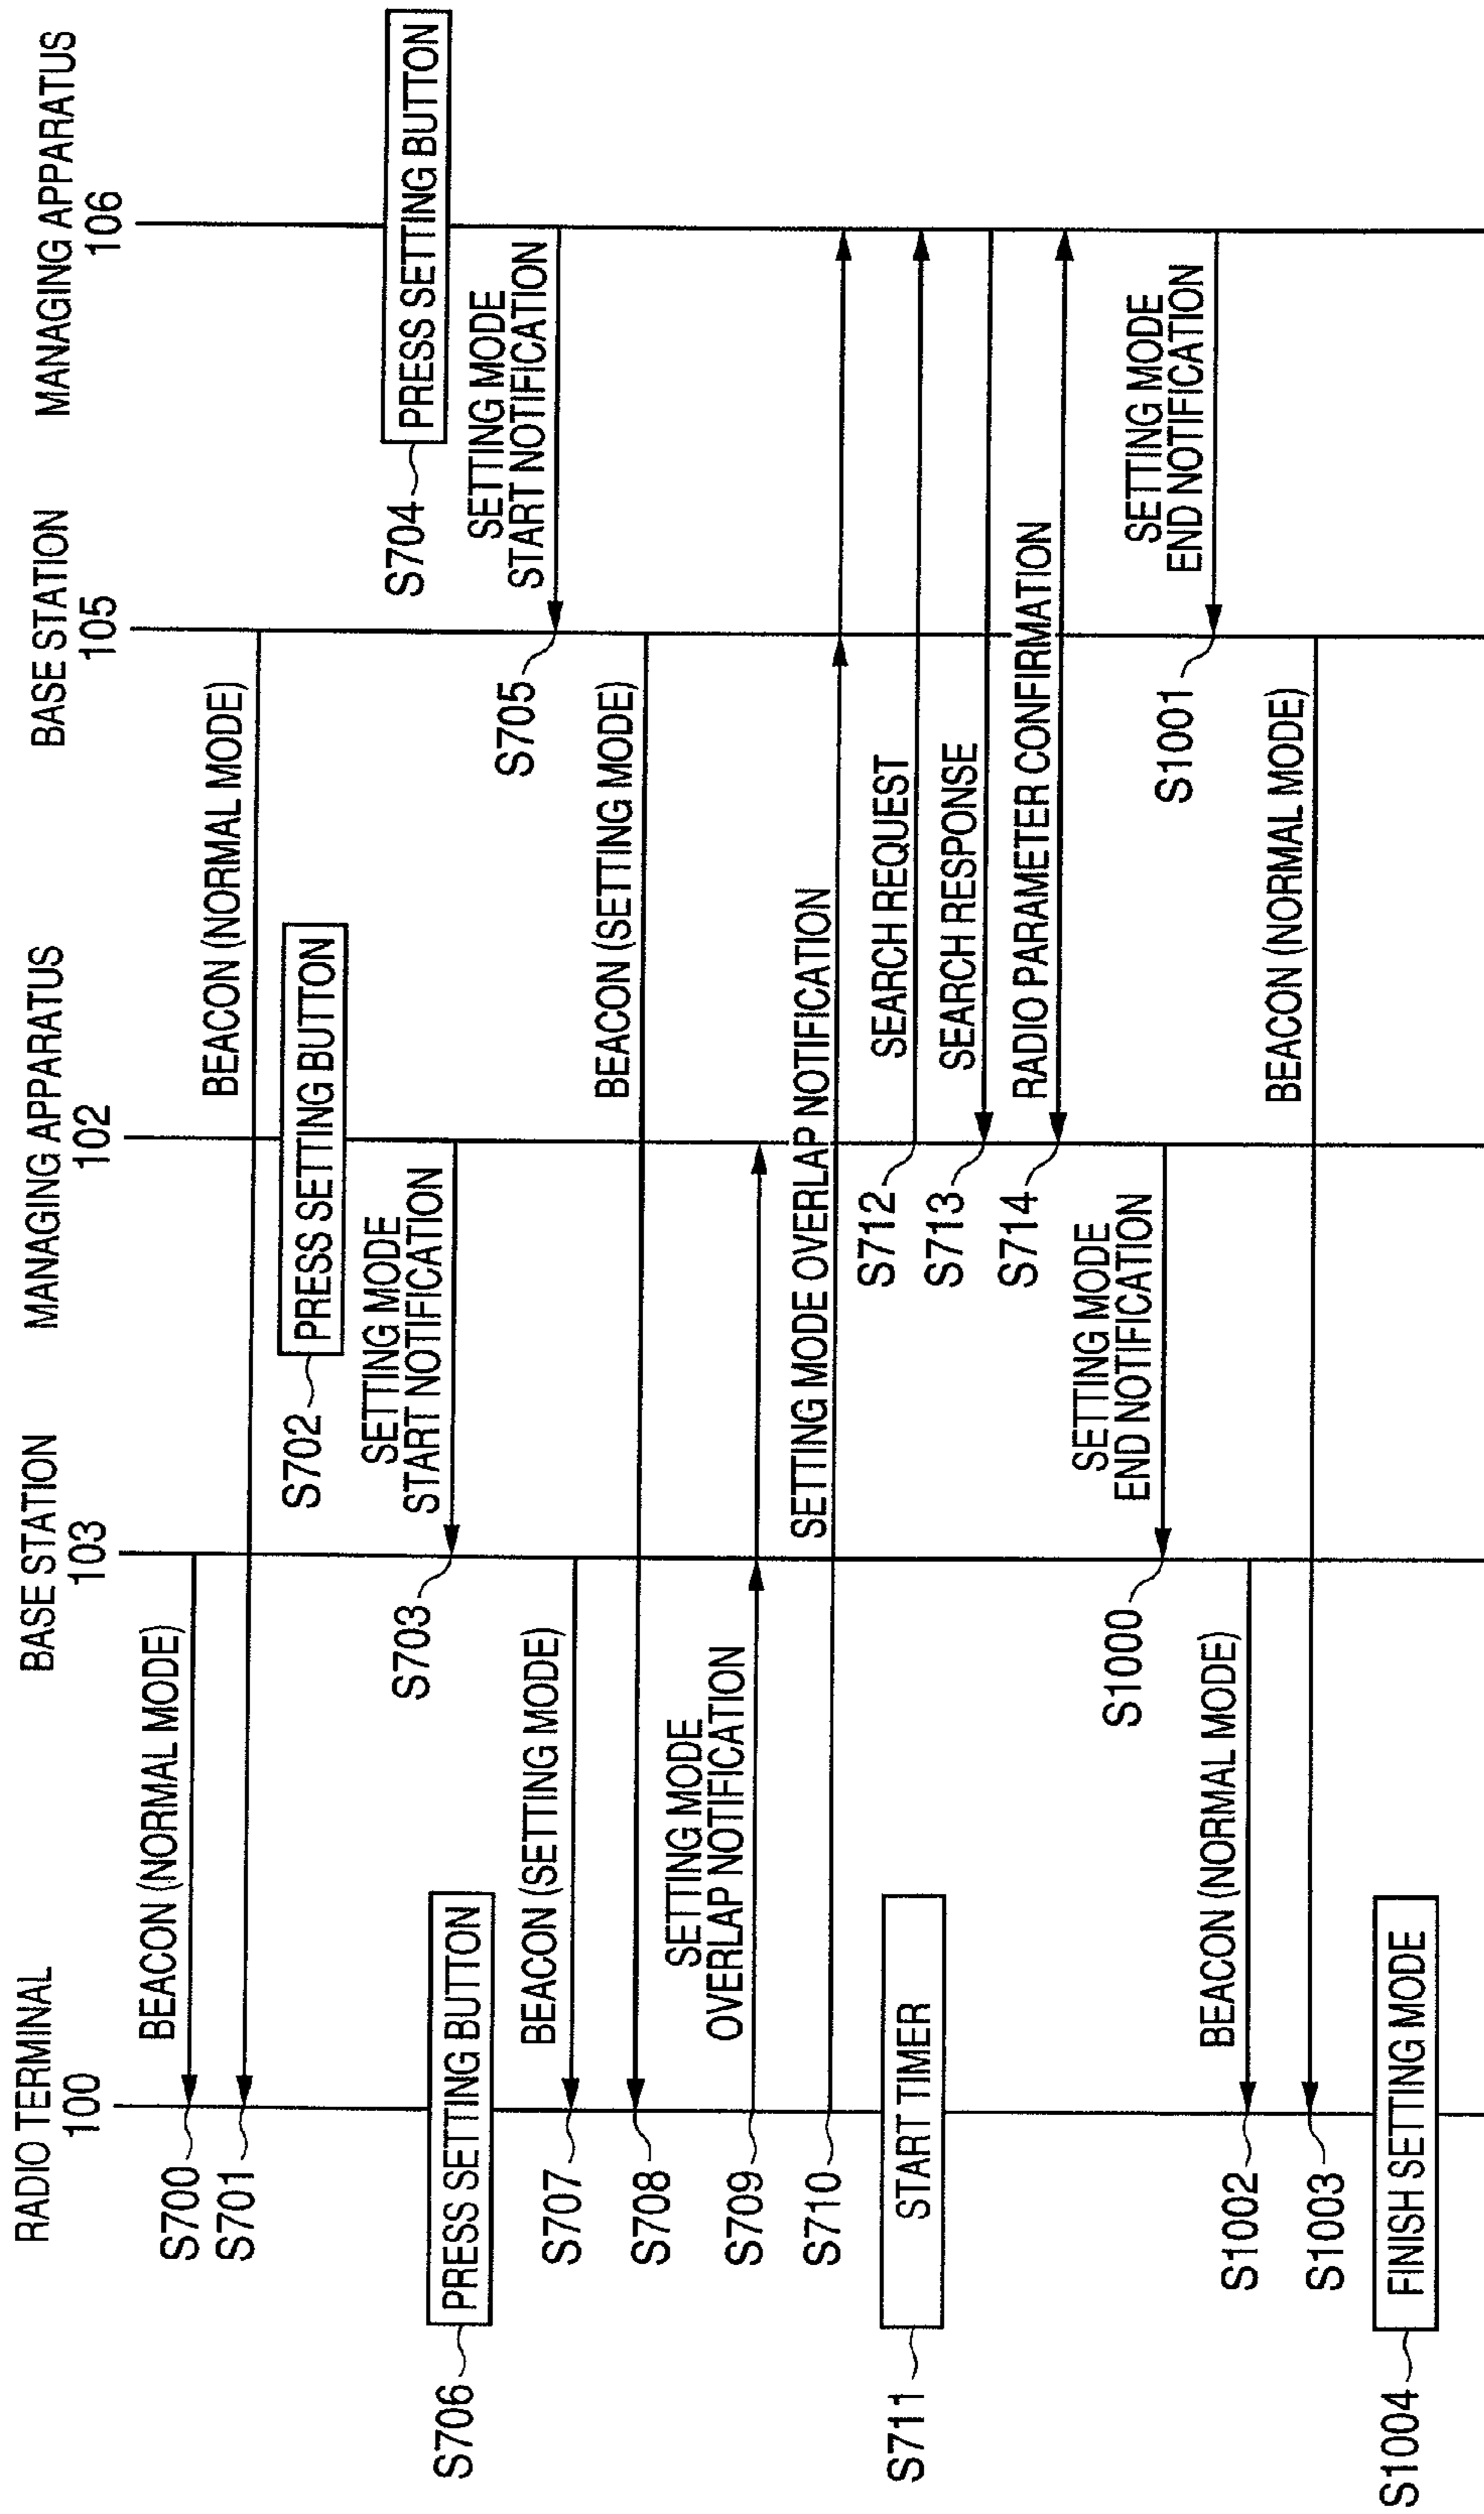 RADIO TERMINAL
100
BASE STATION
103
MANAGING APPARATUS
102
BASE STATION
105
MANAGING APPARATUS
106
S700
BEACON (NORMAL MODE)
S701
BEACON (NORMAL MODE)
S702
PRESS SETTING BUTTON
S703
SETTING MODE
START NOTIFICATION
S704
PRESS SETTING BUTTON
S705
SETTING MODE
START NOTIFICATION
S706
PRESS SETTING BUTTON
S707
BEACON (SETTING MODE)
S708
BEACON (SETTING MODE)
S709
SETTING MODE
OVERLAP NOTIFICATION
S710
SETTING MODE OVERLAP NOTIFICATION
S711
START TIMER
S712
SEARCH REQUEST
S713
SEARCH RESPONSE
S714
RADIO PARAMETER CONFIRMATION
S1000
SETTING MODE
END NOTIFICATION
S1001
SETTING MODE
END NOTIFICATION
S1002
BEACON (NORMAL MODE)
S1003
BEACON (NORMAL MODE)
S1004
FINISH SETTING MODE